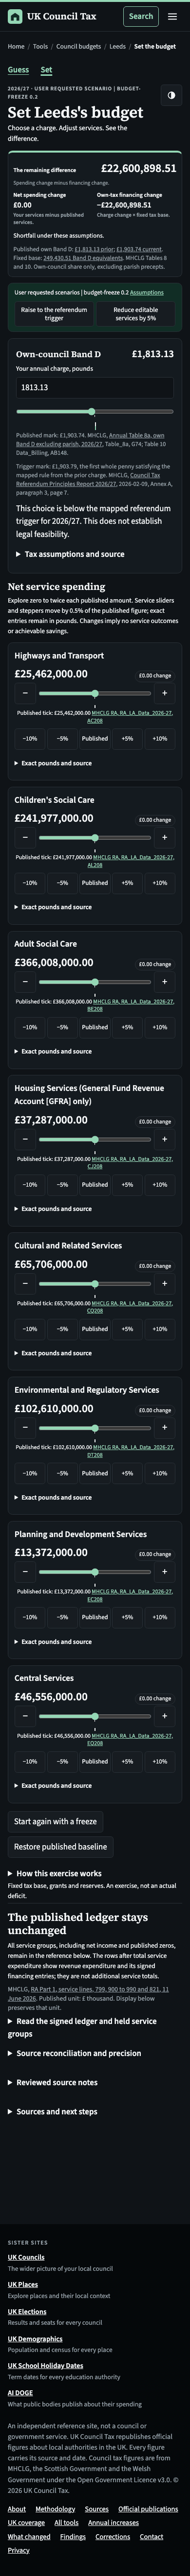 UK Council Tax
Search
Home / Tools / Council budgets / Leeds / Set the budget
Guess Set
2026/27 · USER REQUESTED SCENARIO | BUDGET-
FREEZE 0.2
Set Leeds's budget
Choose a charge. Adjust services. See the
difference.
The remaining difference £22,600,898.51
Spending change minus financing change.
Net spending change
£0.00
Your services minus published
services.
Own-tax financing change
−£22,600,898.51
Charge change × fixed tax base.
Shortfall under these assumptions.
Published own Band D: £1,813.13 prior; £1,903.74 current.
Fixed base: 249,430.51 Band D equivalents. MHCLG Tables 8
and 10. Own-council charge only, excluding parish precepts.
User requested scenarios | budget-freeze 0.2 Assumptions
Raise to the referendum
trigger
Reduce editable
services by 5%
Own-council Band D £1,813.13
Your annual charge, pounds
1813.13
Published mark: £1,903.74. MHCLG, Annual Table 8a, own
Band D excluding parish, 2026/27, Table_8a, G74; Table 10
Data_Billing, AB148.
Trigger mark: £1,903.79, the first whole penny satisfying the
mapped rule from the prior charge. MHCLG, Council Tax
Referendum Principles Report 2026/27, 2026-02-09, Annex A,
paragraph 3, page 7.
This choice is below the mapped referendum
trigger for 2026/27. This does not establish
legal feasibility.
Tax assumptions and source
Net service spending
Explore zero to twice each published amount. Service sliders
and steppers move by 0.5% of the published figure; exact
entries remain in pounds. Changes imply no service outcomes
or achievable savings.
Highways and Transport
£25,462,000.00 £0.00 change
− +
Published tick: £25,462,000.00 MHCLG RA, RA_LA_Data_2026-27,
AC208
−10% −5% Published +5% +10%
Exact pounds and source
Children's Social Care
£241,977,000.00 £0.00 change
− +
Published tick: £241,977,000.00 MHCLG RA, RA_LA_Data_2026-27,
AL208
−10% −5% Published +5% +10%
Exact pounds and source
Adult Social Care
£366,008,000.00 £0.00 change
− +
Published tick: £366,008,000.00 MHCLG RA, RA_LA_Data_2026-27,
BE208
−10% −5% Published +5% +10%
Exact pounds and source
Housing Services (General Fund Revenue
Account [GFRA] only)
£37,287,000.00 £0.00 change
− +
Published tick: £37,287,000.00 MHCLG RA, RA_LA_Data_2026-27,
CJ208
−10% −5% Published +5% +10%
Exact pounds and source
Cultural and Related Services
£65,706,000.00 £0.00 change
− +
Published tick: £65,706,000.00 MHCLG RA, RA_LA_Data_2026-27,
CQ208
−10% −5% Published +5% +10%
Exact pounds and source
Environmental and Regulatory Services
£102,610,000.00 £0.00 change
− +
Published tick: £102,610,000.00 MHCLG RA, RA_LA_Data_2026-27,
DT208
−10% −5% Published +5% +10%
Exact pounds and source
Planning and Development Services
£13,372,000.00 £0.00 change
− +
Published tick: £13,372,000.00 MHCLG RA, RA_LA_Data_2026-27,
EC208
−10% −5% Published +5% +10%
Exact pounds and source
Central Services
£46,556,000.00 £0.00 change
− +
Published tick: £46,556,000.00 MHCLG RA, RA_LA_Data_2026-27,
EQ208
−10% −5% Published +5% +10%
Exact pounds and source
Start again with a freeze
Restore published baseline
How this exercise works
Fixed tax base, grants and reserves. An exercise, not an actual
deficit.
The published ledger stays
unchanged
All service groups, including net income and published zeros,
remain in the reference below. The memo after total service
expenditure show nonservice expenditure and its signed
financing entries; they are not additional service totals.
MHCLG, RA Part 1, service lines, 799, 900 to 990 and 821, 11
June 2026. Published unit: £ thousand. Display below
preserves that unit.
Read the signed ledger and held service
groups
Source reconciliation and precision
Reviewed source notes
Sources and next steps
SISTER SITES
UK Councils
The wider picture of your local council
UK Places
Explore places and their local context
UK Elections
Results and seats for every council
UK Demographics
Population and census for every place
UK School Holiday Dates
Term dates for every education authority
AI DOGE
What public bodies publish about their spending
An independent reference site, not a council or
government service. UK Council Tax republishes official
figures about local authorities in the UK. Every figure
carries its source and date. Council tax figures are from
MHCLG, the Scottish Government and the Welsh
Government under the Open Government Licence v3.0. ©
2026 UK Council Tax.
About Methodology Sources Official publications
UK coverage All tools Annual increases
What changed Findings Corrections Contact
Privacy